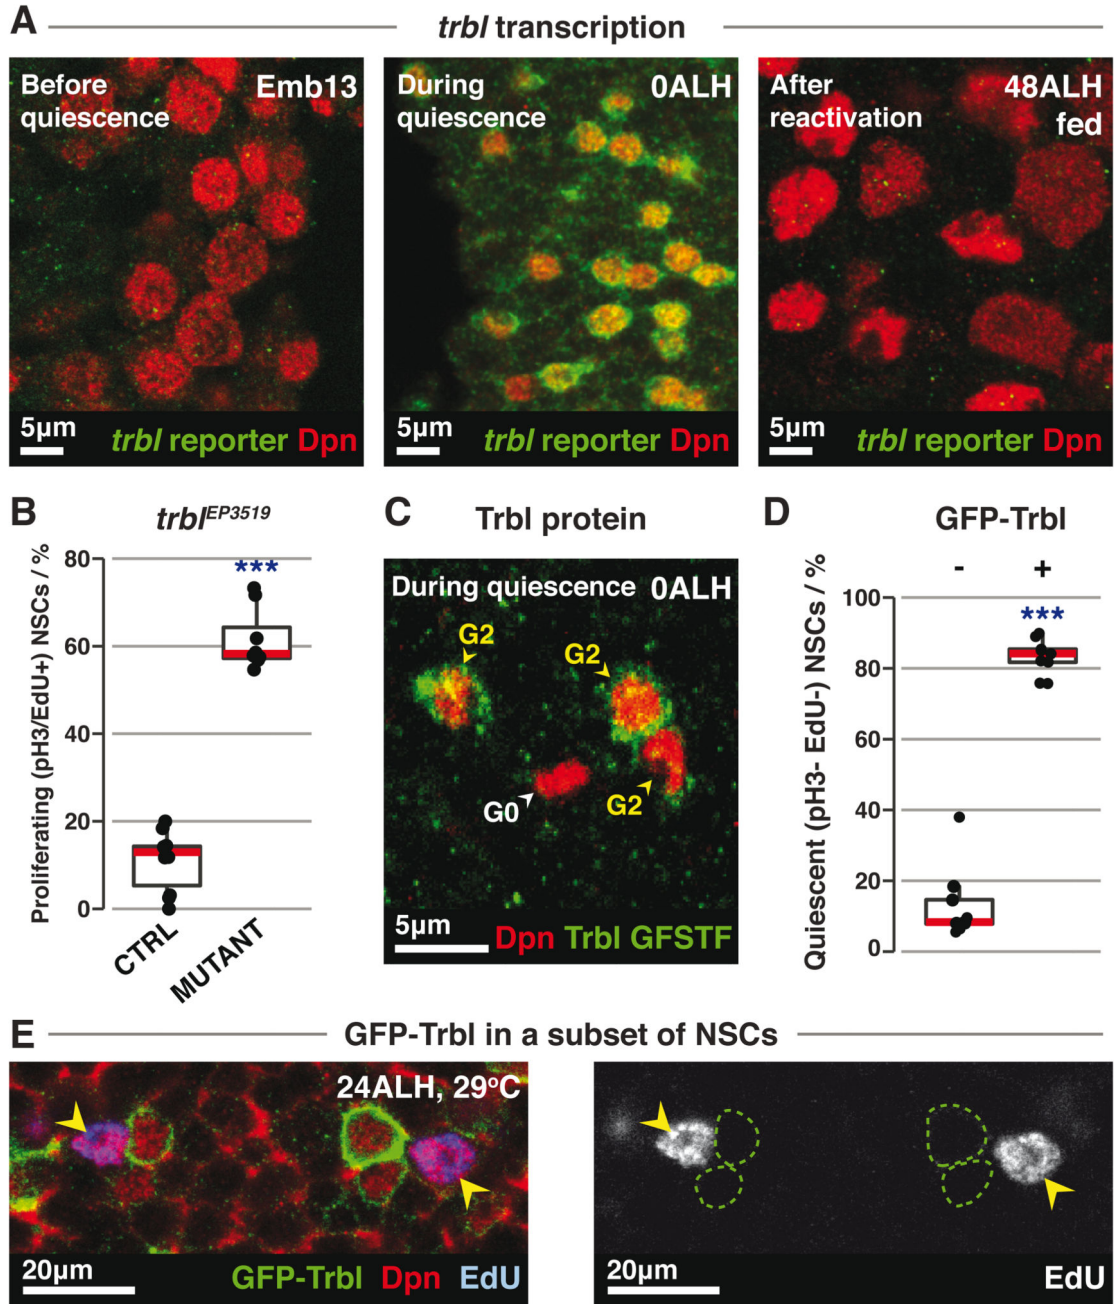 A
trbl transcription
Before
quiescence
Emb13
During
quiescence
0ALH
After
reactivation
48ALH
fed
5µm
trbl reporter Dpn
5µm
trbl reporter Dpn
5µm
trbl reporter Dpn
B
trblEP3519
Proliferating (pH3/EdU+) NSCs / %
80
60
40
20
0
***
CTRL
MUTANT
C
Trbl protein
During quiescence 0ALH
G2
G2
G0
G2
5µm
Dpn Trbl GFSTF
D
GFP-Trbl
- +
***
Quiescent (pH3- EdU-) NSCs / %
100
80
60
40
20
0
E
GFP-Trbl in a subset of NSCs
24ALH, 29ºC
20µm
GFP-Trbl Dpn EdU
20µm
EdU